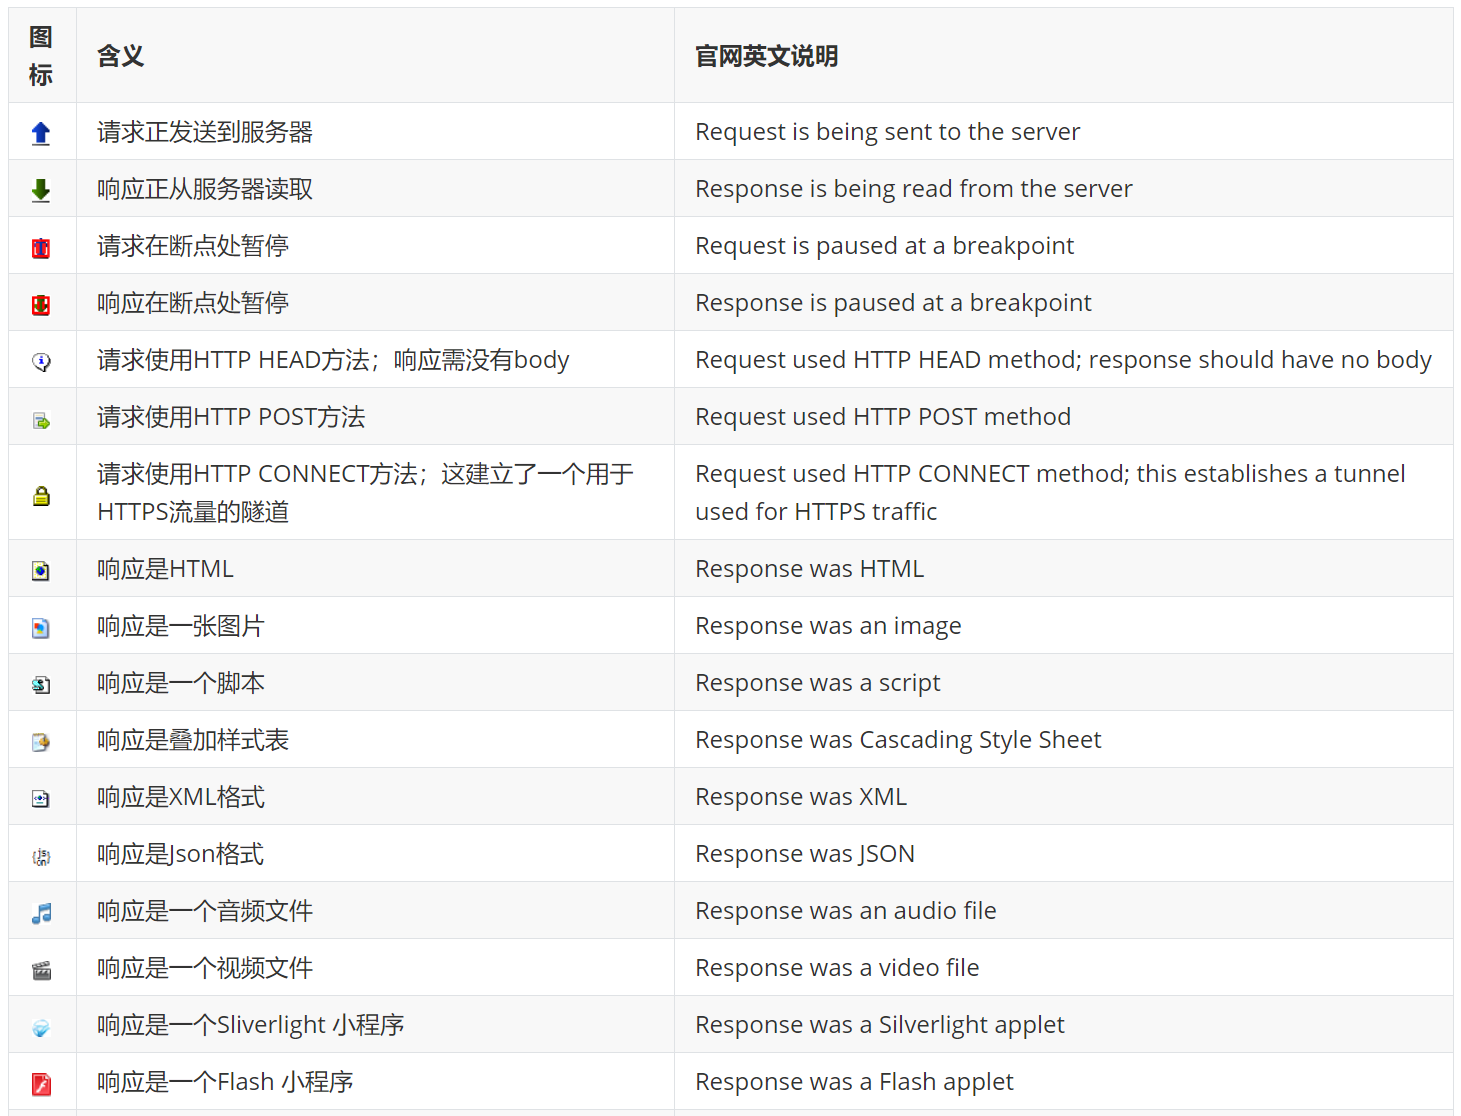 图
标
含义
官网英文说明
请求正发送到服务器
Request is being sent to the server
响应正从服务器读取
Response is being read from the server
请求在断点处暂停
Request is paused at a breakpoint
响应在断点处暂停
Response is paused at a breakpoint
请求使用HTTP HEAD方法；响应需没有body
Request used HTTP HEAD method; response should have no body
请求使用HTTP POST方法
Request used HTTP POST method
请求使用HTTP CONNECT方法；这建立了一个用于
HTTPS流量的隧道
Request used HTTP CONNECT method; this establishes a tunnel
used for HTTPS traffic
响应是HTML
Response was HTML
响应是一张图片
Response was an image
响应是一个脚本
Response was a script
响应是叠加样式表
Response was Cascading Style Sheet
响应是XML格式
Response was XML
响应是Json格式
Response was JSON
响应是一个音频文件
Response was an audio file
响应是一个视频文件
Response was a video file
响应是一个Sliverlight 小程序
Response was a Silverlight applet
响应是一个Flash 小程序
Response was a Flash applet